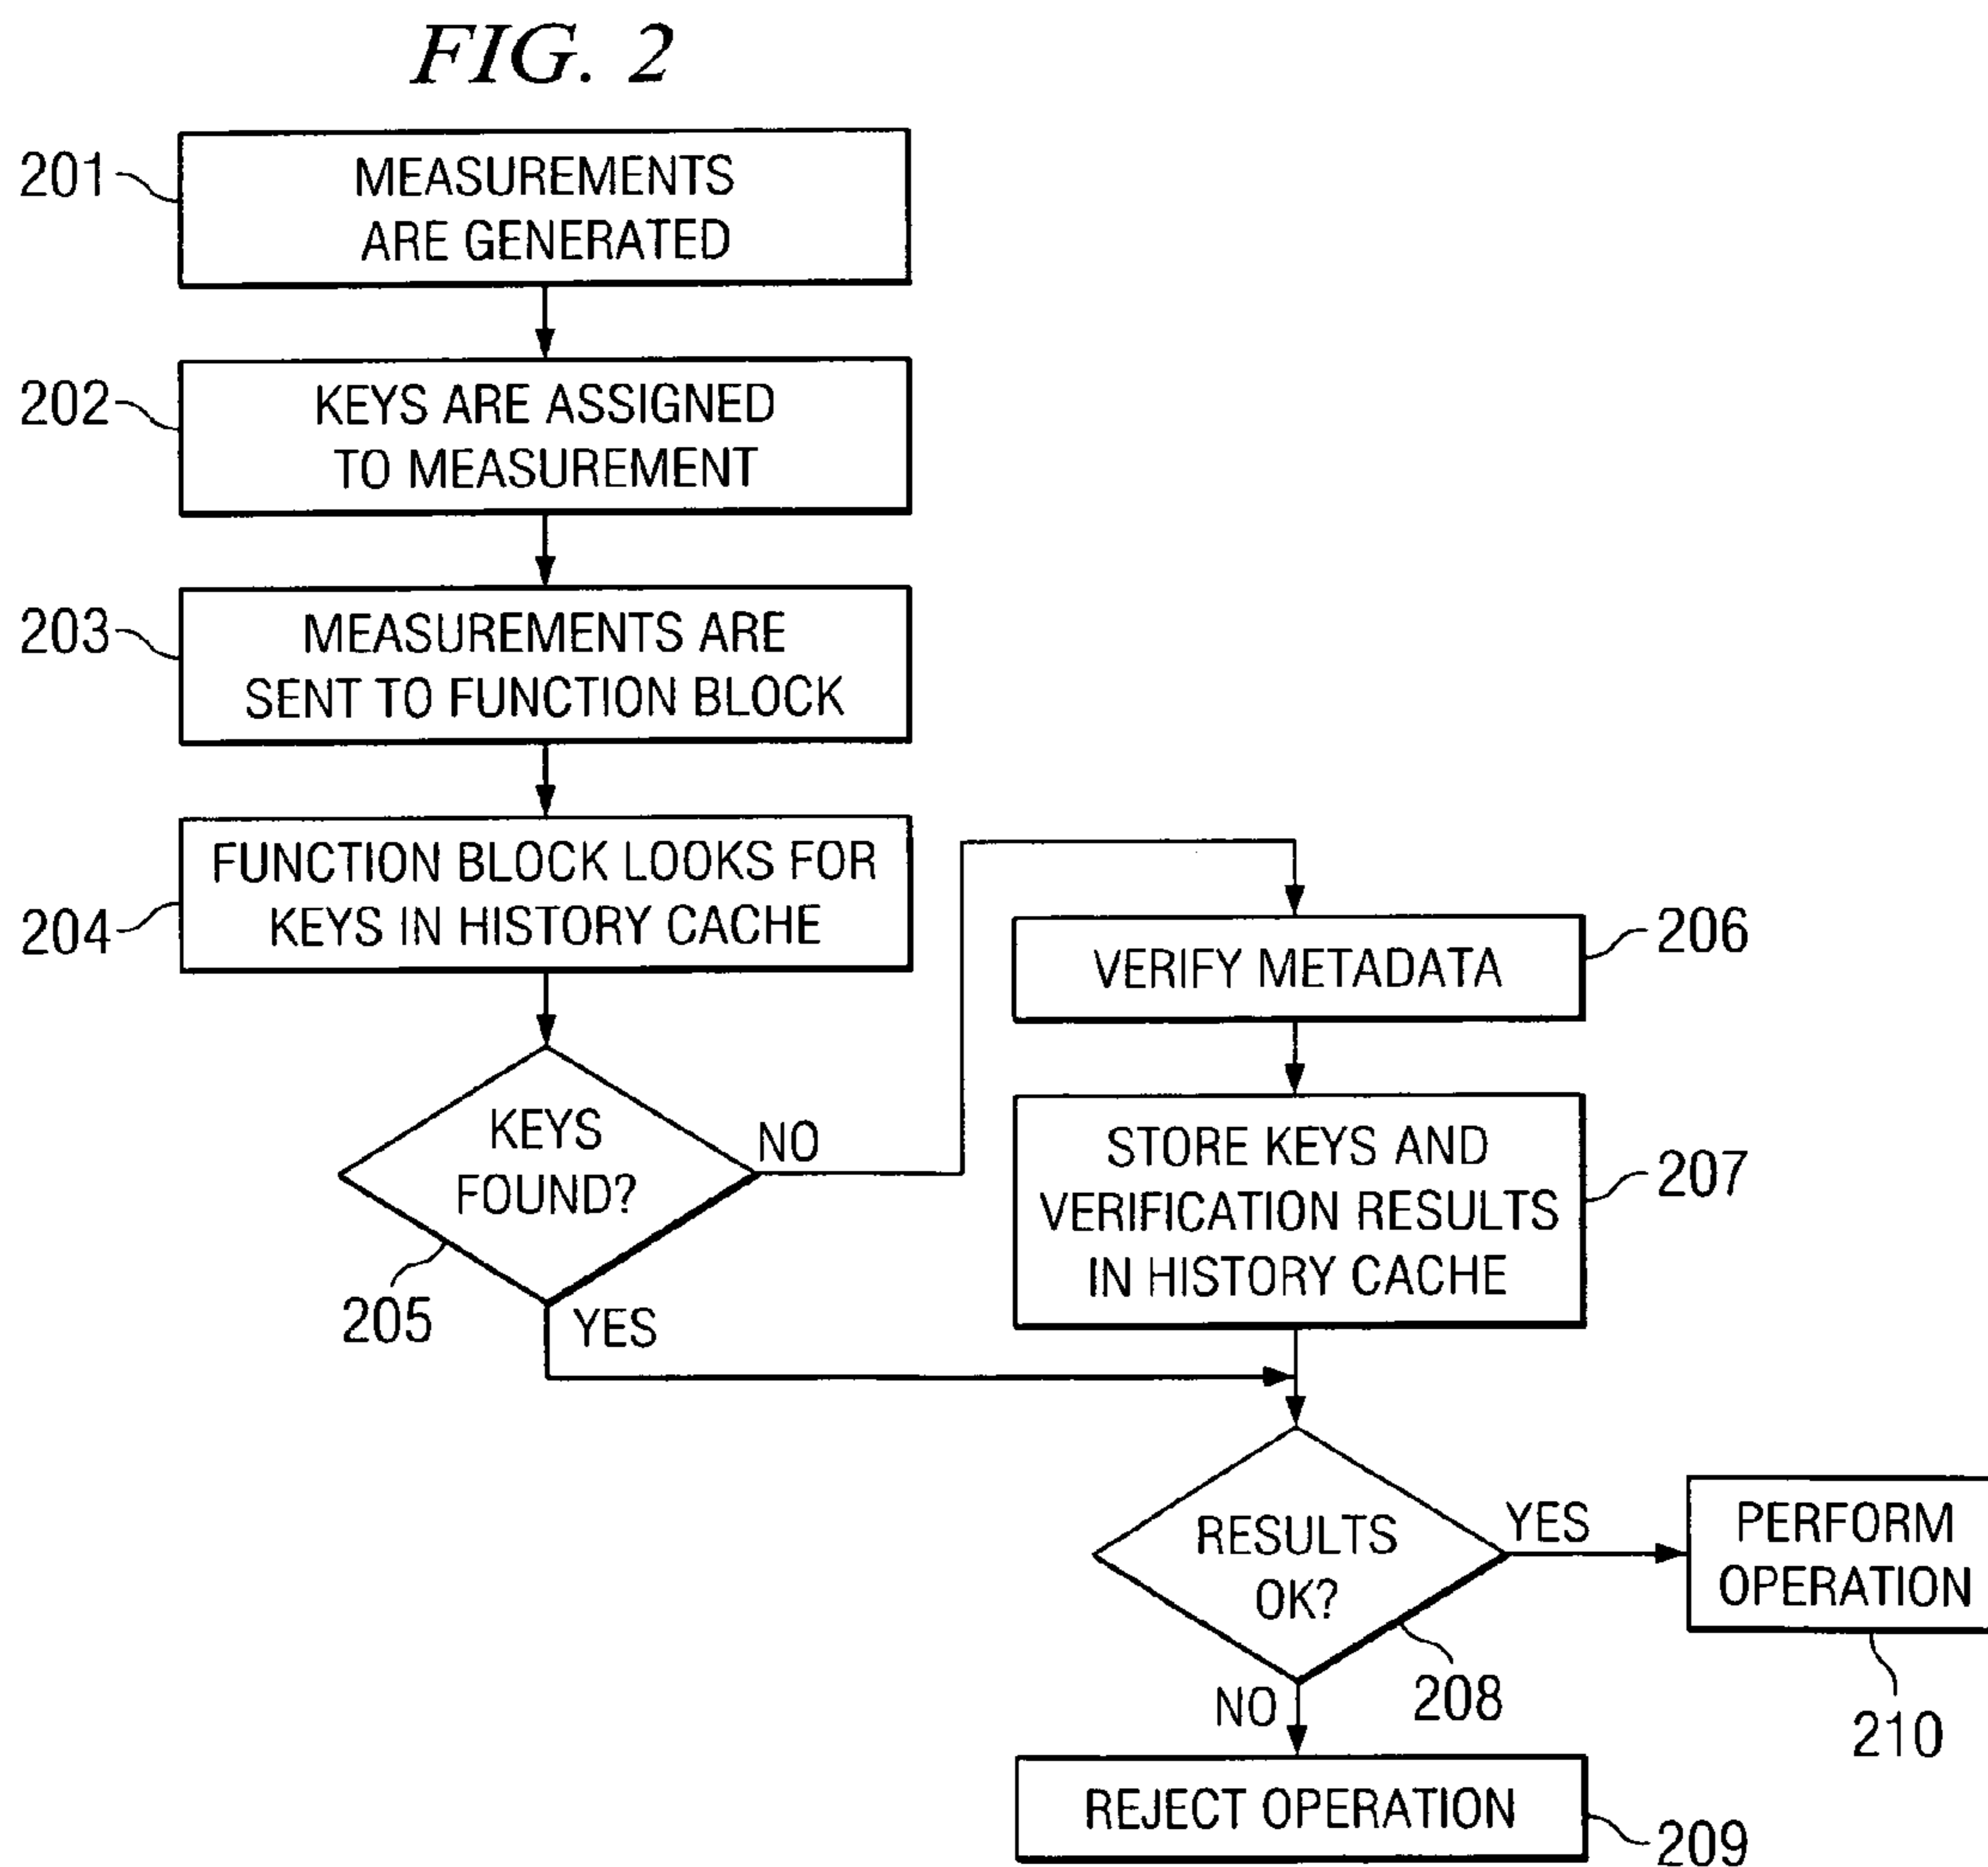 FIG. 2
201
MEASUREMENTS
ARE GENERATED
202
KEYS ARE ASSIGNED
TO MEASUREMENT
203
MEASUREMENTS ARE
SENT TO FUNCTION BLOCK
204
FUNCTION BLOCK LOOKS FOR
KEYS IN HISTORY CACHE
KEYS
FOUND?
205
NO
YES
VERIFY METADATA
206
STORE KEYS AND
VERIFICATION RESULTS
IN HISTORY CACHE
207
RESULTS
OK?
208
YES
PERFORM
OPERATION
210
NO
REJECT OPERATION
209